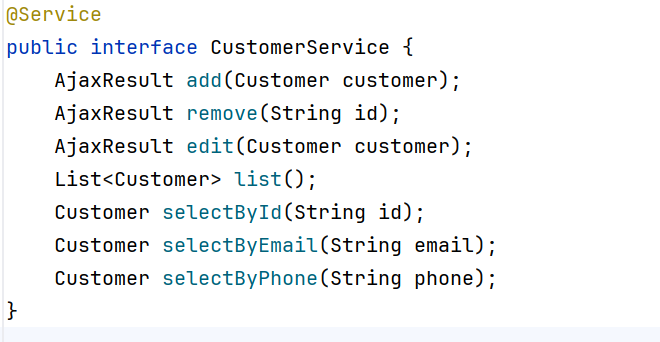 @Service
public interface CustomerService {
    AjaxResult add(Customer customer);
    AjaxResult remove(String id);
    AjaxResult edit(Customer customer);
    List<Customer> list();
    Customer selectById(String id);
    Customer selectByEmail(String email);
    Customer selectByPhone(String phone);
}